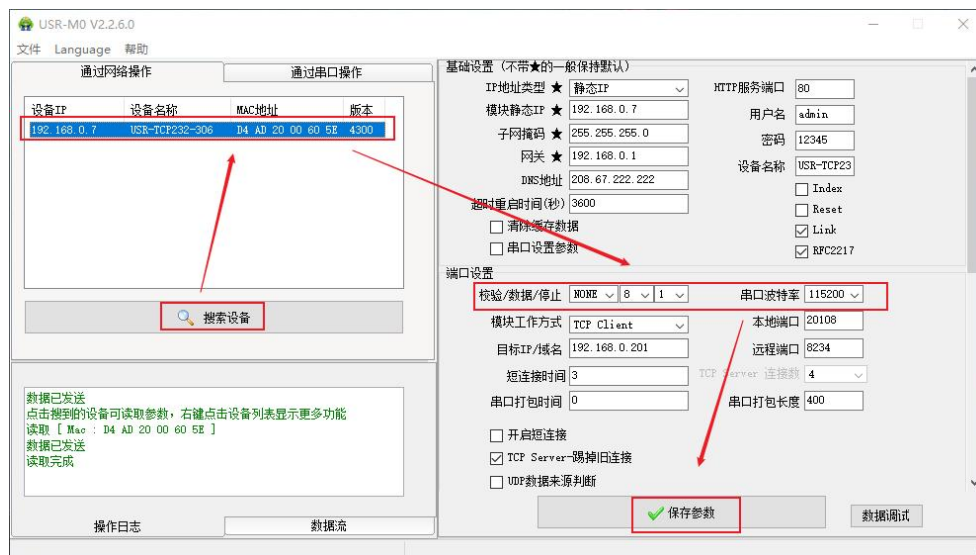 USR-M0 V2.2.6.0
文件 Language 帮助
通过网络操作 通过串口操作
设备IP 设备名称 MAC地址 版本
192.168.0.7 USR-TCP232-306 D4 AD 20 00 60 5E 4300
搜索设备
数据已发送
点击搜到的设备可读取参数，右键点击设备列表显示更多功能
读取 [ Mac : D4 AD 20 00 60 5E ]
数据已发送
读取完成
操作日志 数据流
基础设置 (不带★的一般保持默认)
IP地址类型 ★ 静态IP
模块静态IP ★ 192.168.0.7
子网掩码 ★ 255.255.255.0
网关 ★ 192.168.0.1
DNS地址 208.67.222.222
超时重启时间(秒) 3600
清除缓存数据
串口设置参数
HTTP服务端口 80
用户名 admin
密码 12345
设备名称 USR-TCP23
Index
Reset
Link
RFC2217
端口设置
校验/数据/停止 NONE 8 1 串口波特率 115200
模块工作方式 TCP Client 本地端口 20108
目标IP/域名 192.168.0.201 远程端口 8234
短连接时间 3 TCP Server 连接数 4
串口打包时间 0 串口打包长度 400
开启短连接
TCP Server-踢掉旧连接
UDP数据来源判断
保存参数 数据调试